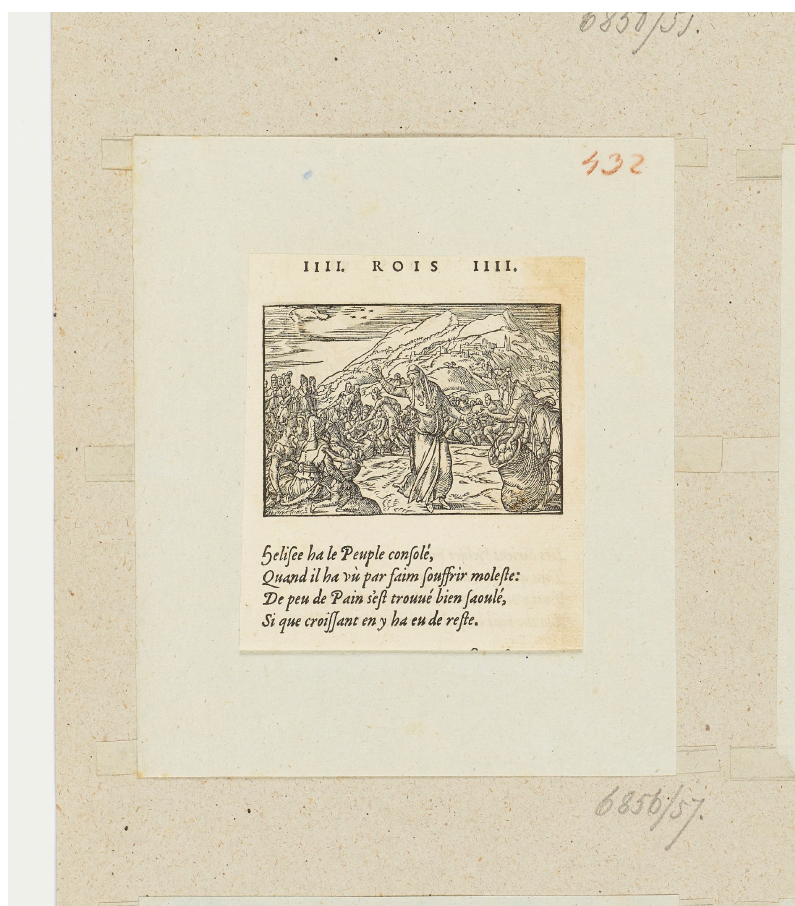 6850/51.
432
IIII. ROIS IIII.
Helisee ha le Peuple consolé,
Quand il ha vù par faim souffrir moleste:
De peu de Pain s'est trouué bien saoulé,
Si que croissant en y ha eu de reste.
6856/57.